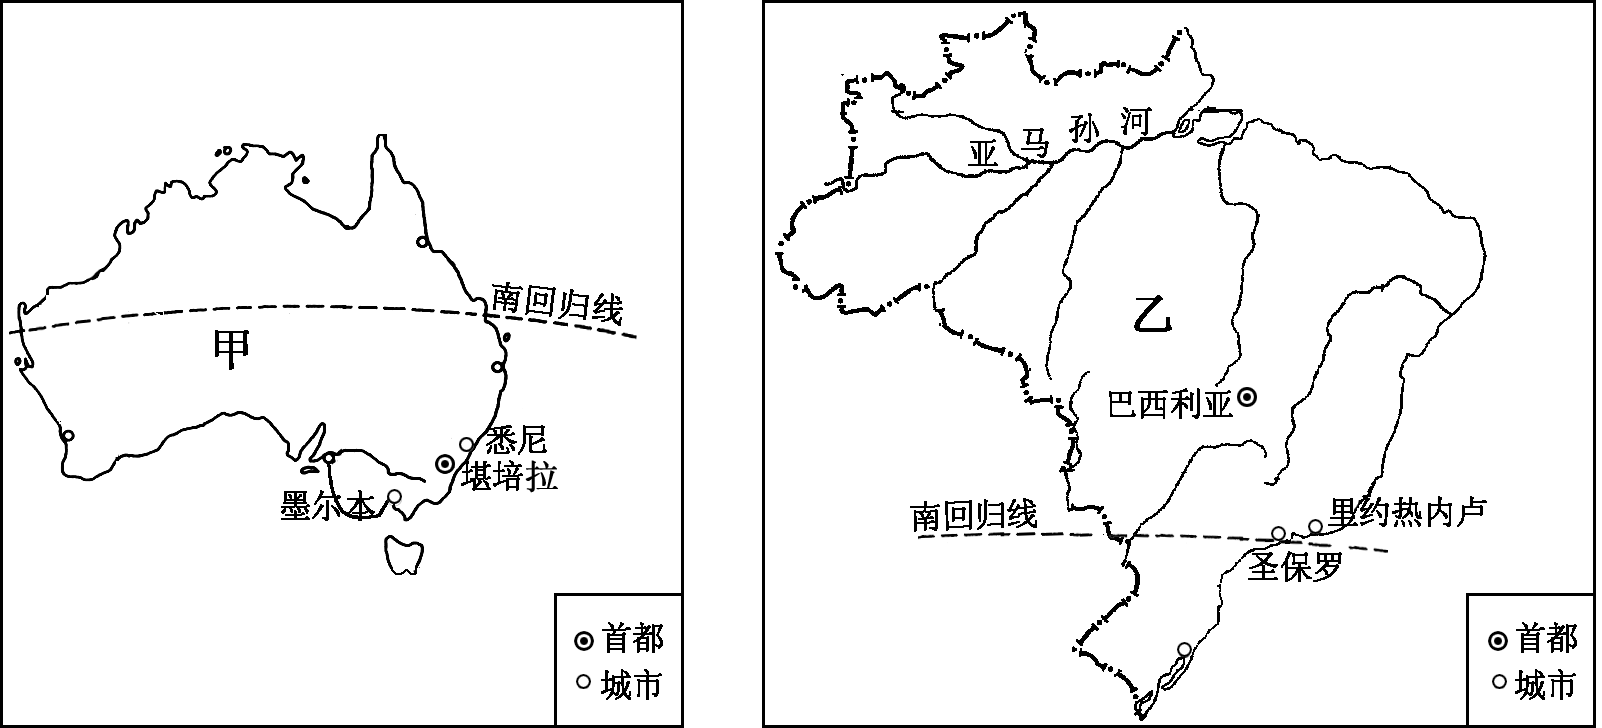 南回归线
甲
悉尼
堪培拉
墨尔本
首都
城市
亚马孙河
乙
巴西利亚
南回归线
里约热内卢
圣保罗
首都
城市